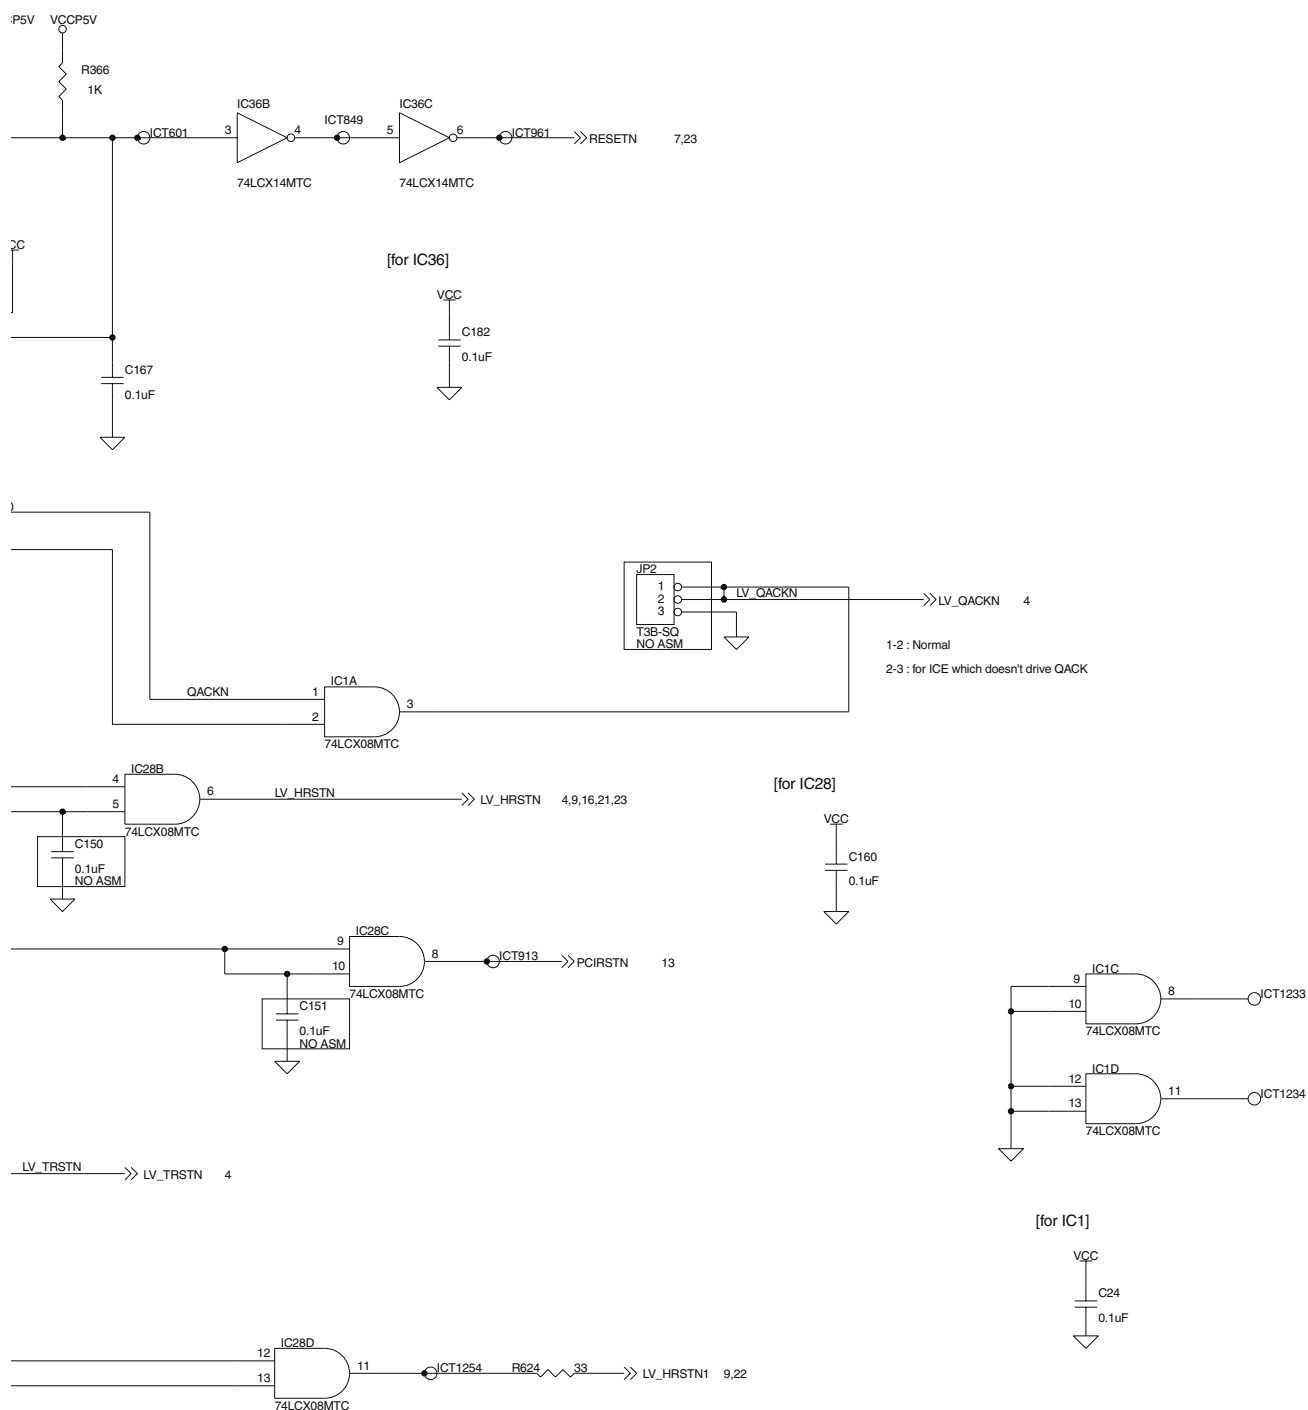 :P5V VCCP5V
R366
1K
IC36B
IC36C
ICT601
3
4
ICT849
5
6
ICT961
RESETN 7,23
74LCX14MTC
74LCX14MTC
CC
[for IC36]
VCC
C182
0.1uF
C167
0.1uF
JP2
1
2
3
LV_QACKN
LV_QACKN 4
T3B-SQ
NO ASM
1-2 : Normal
2-3 : for ICE which doesn't drive QACK
IC1A
QACKN
1
2
3
74LCX08MTC
IC28B
4
5
6
LV_HRSTN
LV_HRSTN 4,9,16,21,23
74LCX08MTC
C150
0.1uF
NO ASM
[for IC28]
VCC
C160
0.1uF
IC28C
9
10
8
ICT913
PCIRSTN 13
74LCX08MTC
C151
0.1uF
NO ASM
IC1C
9
10
8
ICT1233
74LCX08MTC
IC1D
12
13
11
ICT1234
74LCX08MTC
LV_TRSTN
LV_TRSTN 4
[for IC1]
VCC
C24
0.1uF
IC28D
12
13
11
ICT1254
R624
33
LV_HRSTN1 9,22
74LCX08MTC